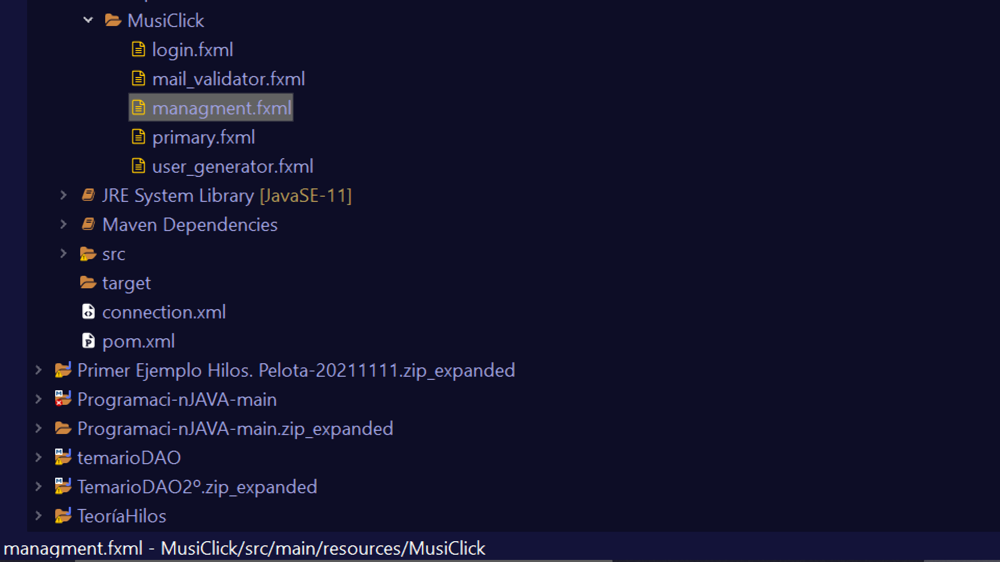 MusiClick
login.fxml
mail_validator.fxml
managment.fxml
primary.fxml
user_generator.fxml
JRE System Library [JavaSE-11]
Maven Dependencies
src
target
connection.xml
pom.xml
Primer Ejemplo Hilos. Pelota-20211111.zip_expanded
Programaci-nJAVA-main
Programaci-nJAVA-main.zip_expanded
temarioDAO
TemarioDAO2º.zip_expanded
TeoríaHilos
managment.fxml - MusiClick/src/main/resources/MusiClick